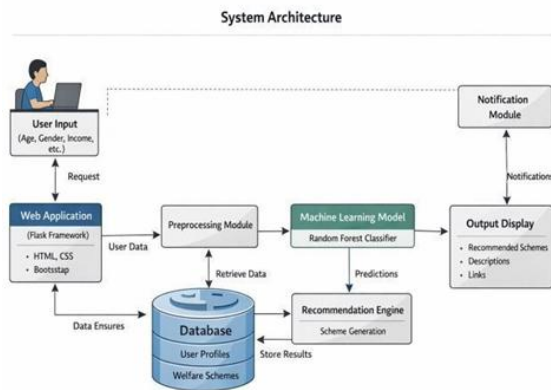 System Architecture
User Input
(Age, Gender, Income,
etc.)
Notification
Module
Request
Notifications
Web Application
(Flask Framework)
• HTML, CSS
• Bootsstap
User Data
Preprocessing Module
Machine Learning Model
Random Forest Classifier
Output Display
• Recommended Schemes
• Descriptions
• Links
Retrieve Data
Predictions
Data Ensures
Database
User Profiles
Welfare Schemes
Recommendation Engine
Scheme Generation
Store Results